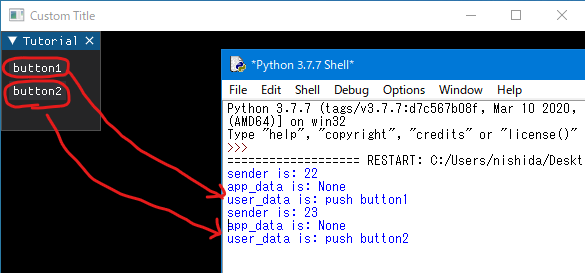 Custom Title
Tutorial
button1
button2
*Python 3.7.7 Shell*
File Edit Shell Debug Options Window Help
Python 3.7.7 (tags/v3.7.7:d7c567b08f, Mar 10 2020,
(AMD64)] on win32
Type "help", "copyright", "credits" or "license()"
>>>
=================== RESTART: C:/Users/nishida/Deskt
sender is: 22
app_data is: None
user_data is: push button1
sender is: 23
app_data is: None
user_data is: push button2